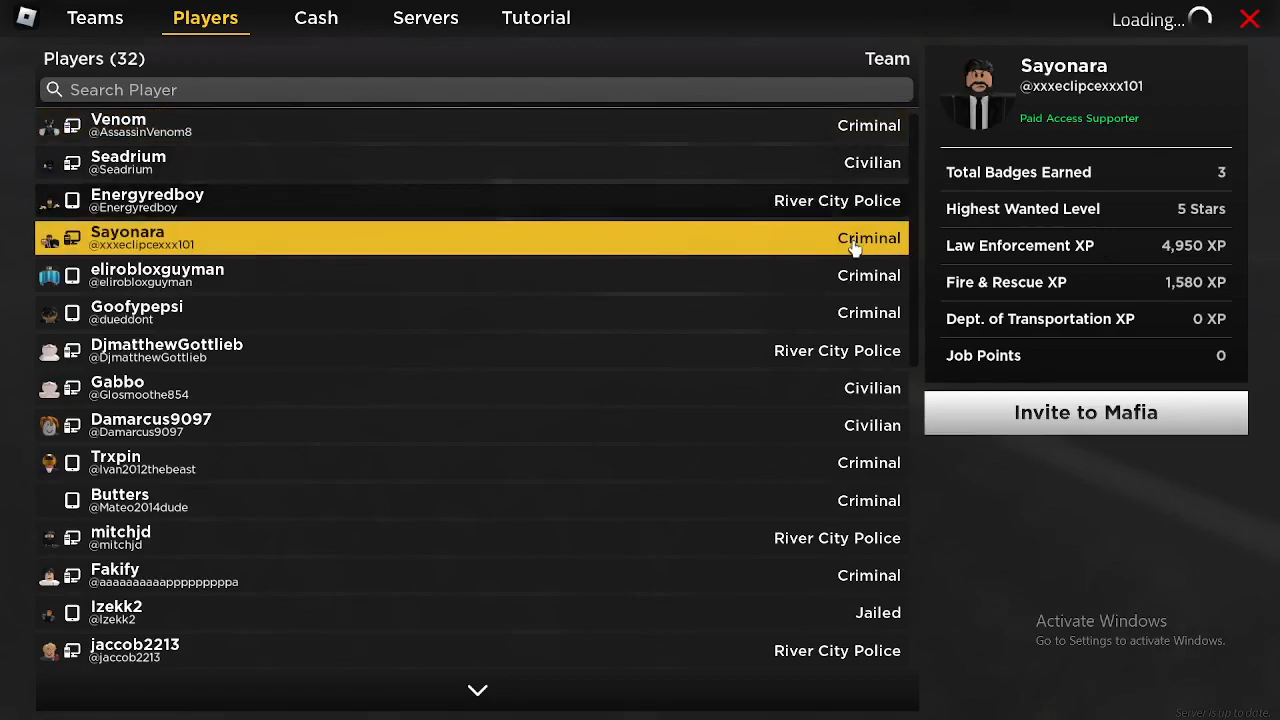 Teams Players Cash Servers Tutorial Loading...
Players (32) Team
Search Player
Venom
@AssassinVenom8
Criminal
Seadrium
@Seadrium
Civilian
Energyredboy
@Energyredboy
River City Police
Sayonara
@xxxeclipcexxx101
Criminal
elirobloxguyman
@elirobloxguyman
Criminal
Goofypepsi
@dueddont
Criminal
DjmatthewGottlieb
@DjmatthewGottlieb
River City Police
Gabbo
@Glosmoothe854
Civilian
Damarcus9097
@Damarcus9097
Civilian
Trxpin
@Ivan2012thebeast
Criminal
Butters
@Mateo2014dude
Criminal
mitchjd
@mitchjd
River City Police
Fakify
@aaaaaaaaaapppppppppa
Criminal
Izekk2
@Izekk2
Jailed
jaccob2213
@jaccob2213
River City Police
Sayonara
@xxxeclipcexxx101
Paid Access Supporter
Total Badges Earned 3
Highest Wanted Level 5 Stars
Law Enforcement XP 4,950 XP
Fire & Rescue XP 1,580 XP
Dept. of Transportation XP 0 XP
Job Points 0
Invite to Mafia
Activate Windows
Go to Settings to activate Windows.
Server is up to date.